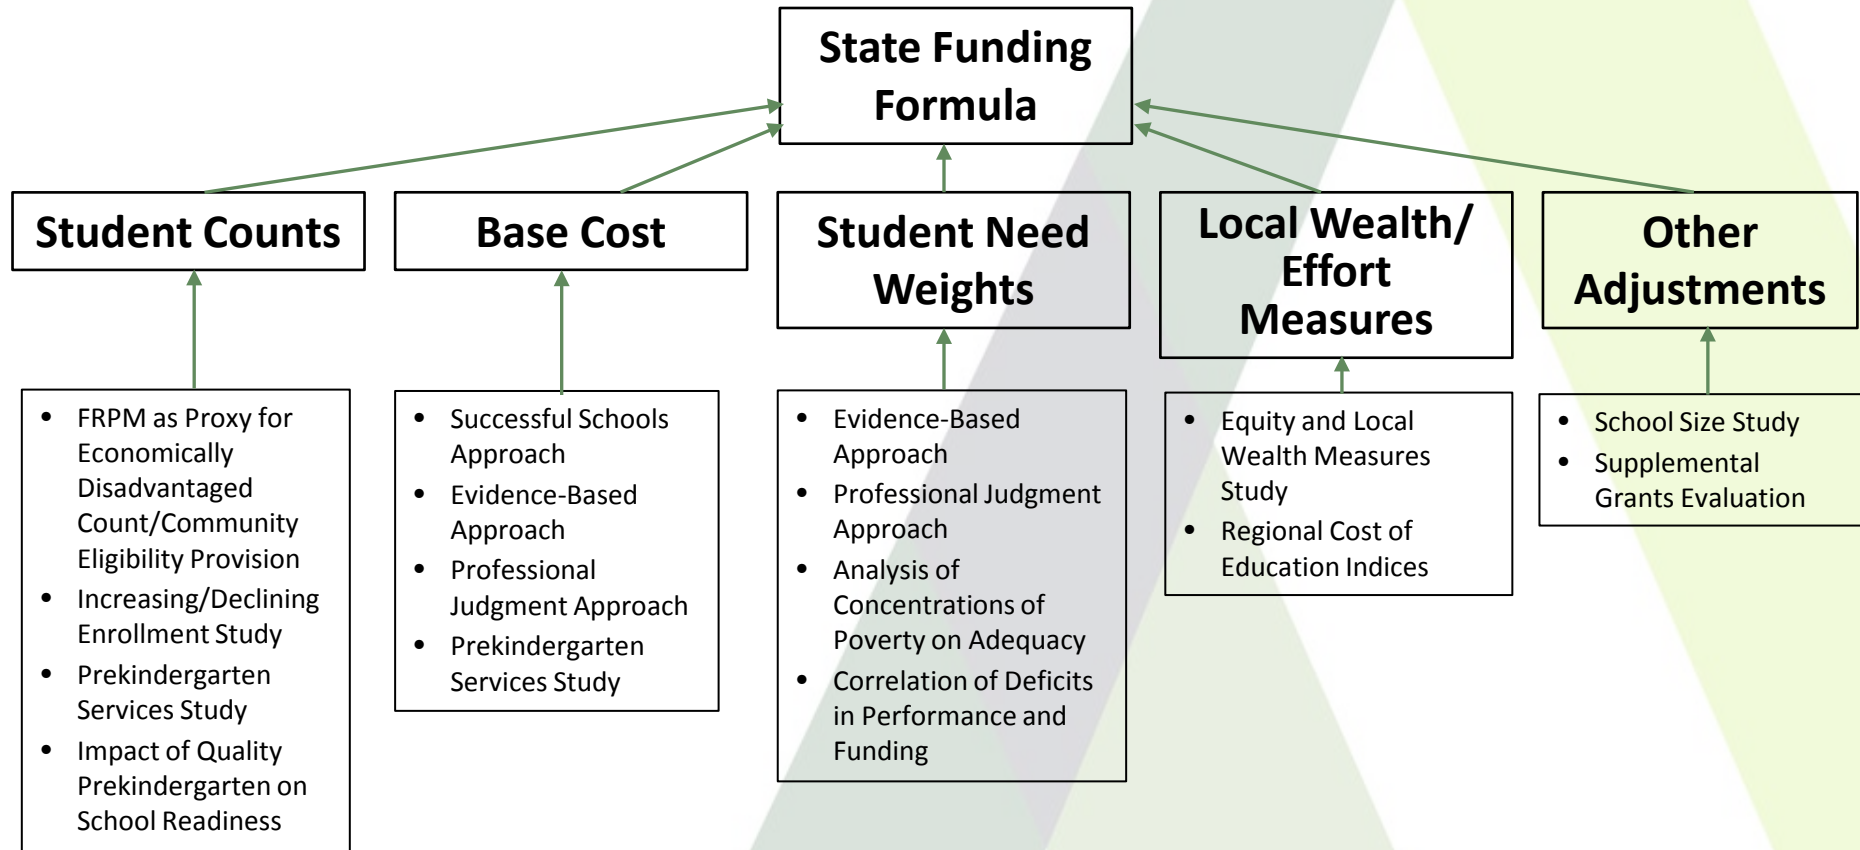 State Funding
Formula
Student Counts
Base Cost
Student Need
Weights
Local Wealth/
Effort
Measures
Other
Adjustments
• FRPM as Proxy for
Economically
Disadvantaged
Count/Community
Eligibility Provision
• Increasing/Declining
Enrollment Study
• Prekindergarten
Services Study
• Impact of Quality
Prekindergarten on
School Readiness
• Successful Schools
Approach
• Evidence-Based
Approach
• Professional
Judgment Approach
• Prekindergarten
Services Study
• Evidence-Based
Approach
• Professional Judgment
Approach
• Analysis of
Concentrations of
Poverty on Adequacy
• Correlation of Deficits
in Performance and
Funding
• Equity and Local
Wealth Measures
Study
• Regional Cost of
Education Indices
• School Size Study
• Supplemental
Grants Evaluation